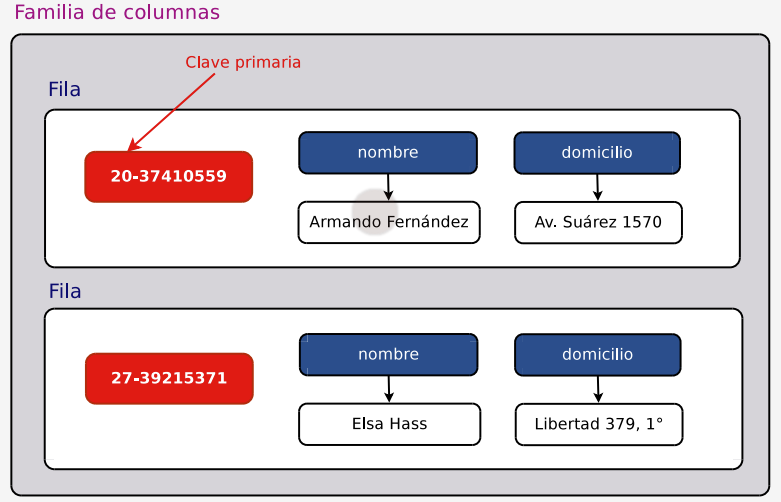 Familia de columnas
Clave primaria
Fila
20-37410559
nombre
domicilio
Armando Fernández
Av. Suárez 1570
Fila
27-39215371
nombre
domicilio
Elsa Hass
Libertad 379, 1°